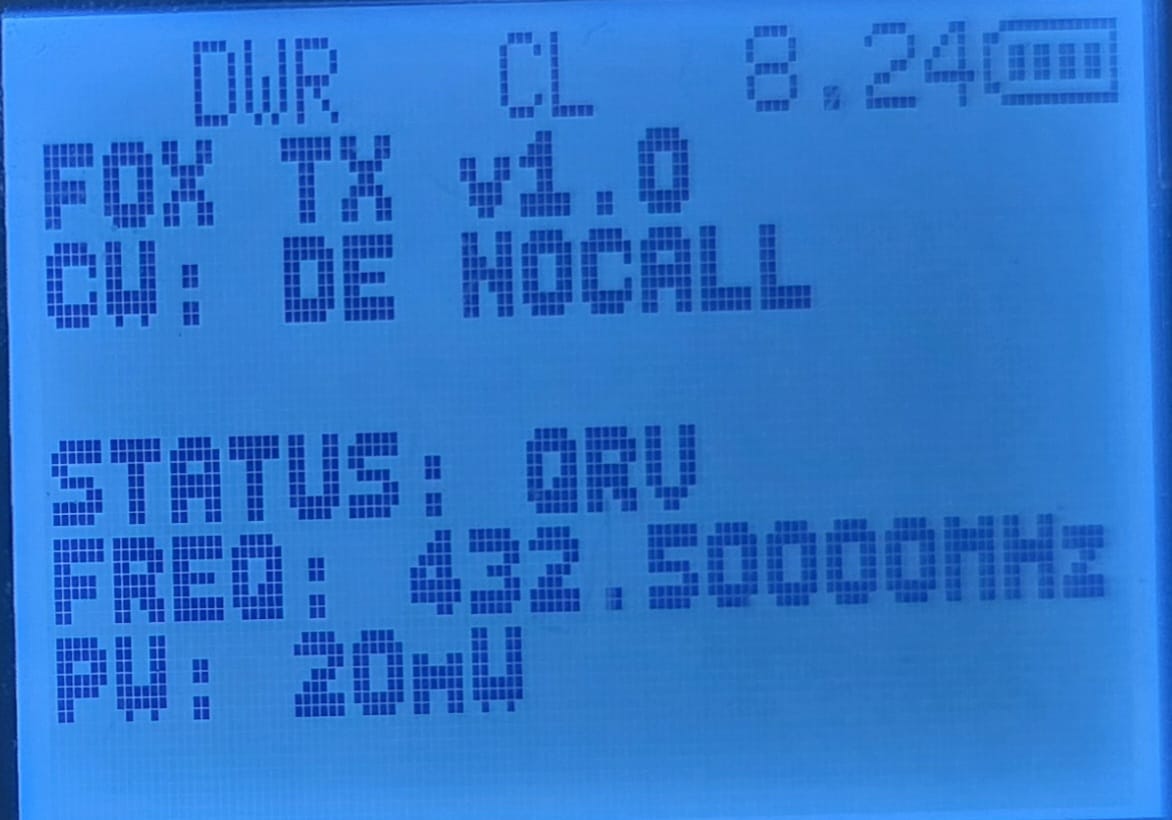 DWR CL 8.24
FOX TX v1.0
CW: DE NOCALL
STATUS: QRV
FREQ: 432.50000MHz
PW: 20mW